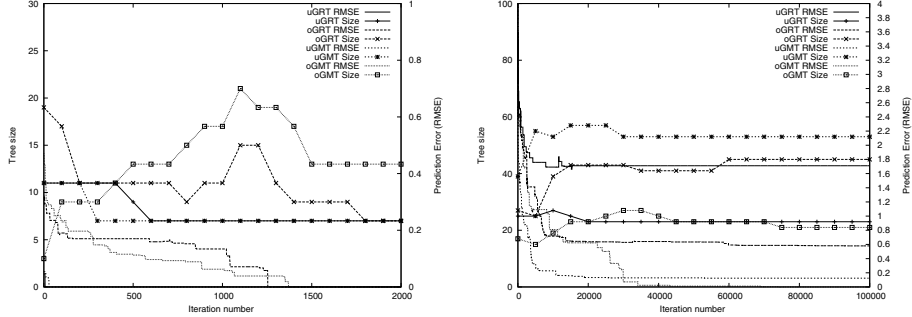 30
25
20
15
10
5
0
Tree size
0
500
1000
1500
2000
Iteration number
1
0.8
0.6
0.4
0.2
0
Prediction Error (RMSE)
uGRT RMSE
uGRT Size
oGRT RMSE
oGRT Size
uGMT RMSE
uGMT Size
oGMT RMSE
oGMT Size
100
80
60
40
20
0
Tree size
0
20000
40000
60000
80000
100000
Iteration number
4
3.8
3.6
3.4
3.2
3
2.8
2.6
2.4
2.2
2
1.8
1.6
1.4
1.2
1
0.8
0.6
0.4
0.2
0
Prediction Error (RMSE)
uGRT RMSE
uGRT Size
oGRT RMSE
oGRT Size
uGMT RMSE
uGMT Size
oGMT RMSE
oGMT Size